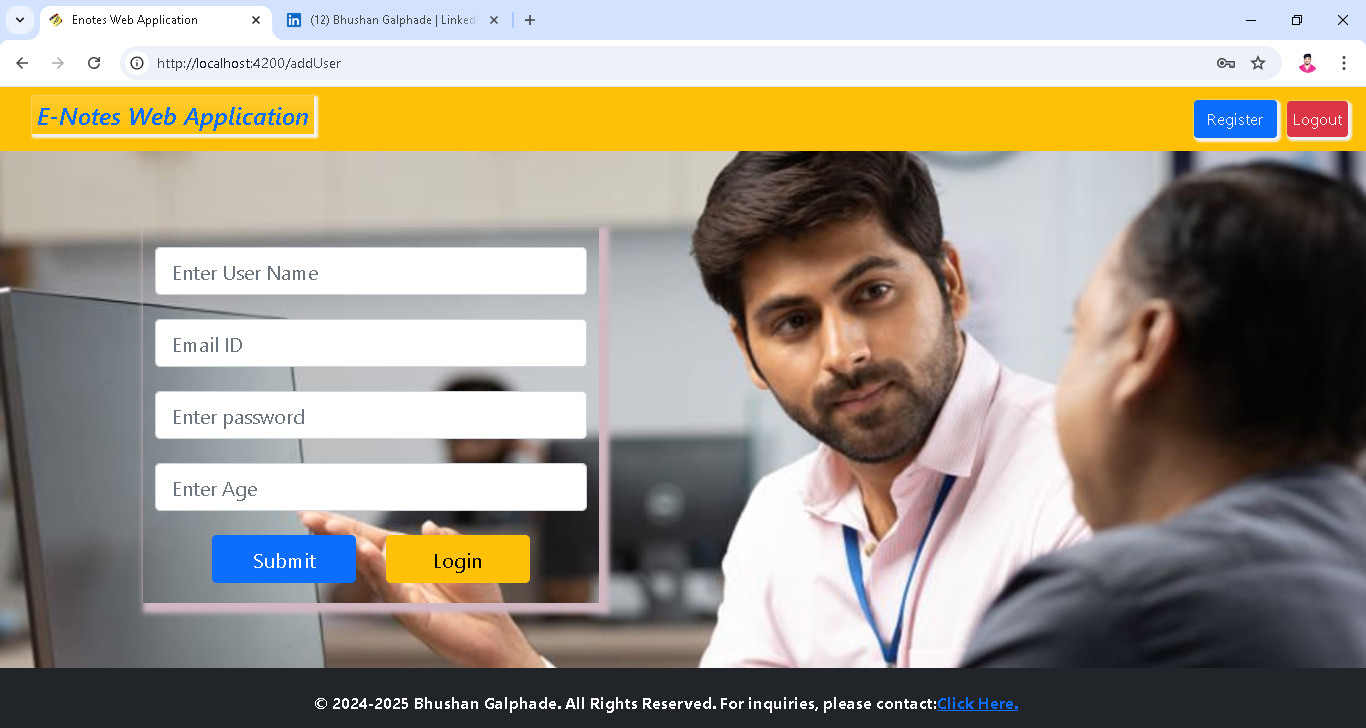 Enotes Web Application
(12) Bhushan Galphade | Linked
http://localhost:4200/addUser
E-Notes Web Application
Register
Logout
Enter User Name
Email ID
Enter password
Enter Age
Submit
Login
© 2024-2025 Bhushan Galphade. All Rights Reserved. For inquiries, please contact:Click Here.